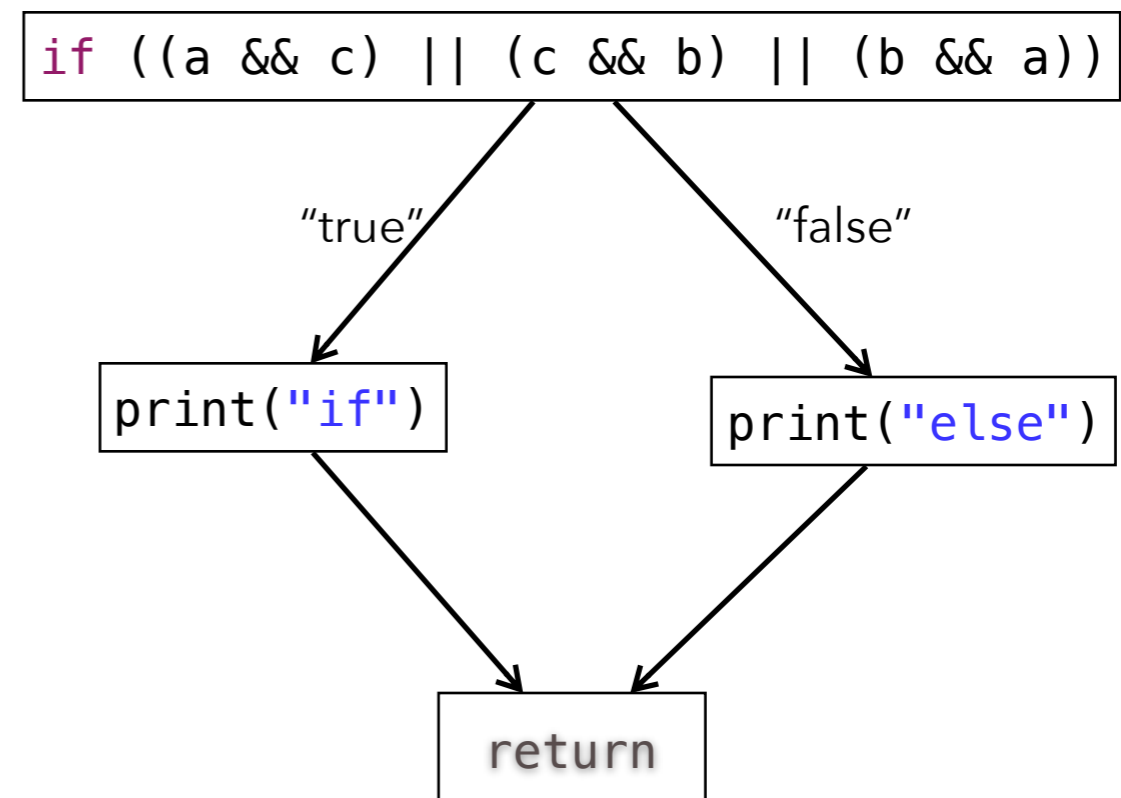 if ((a && c) || (c && b) || (b && a))
“true”
“false”
print("if")
print("else")
return